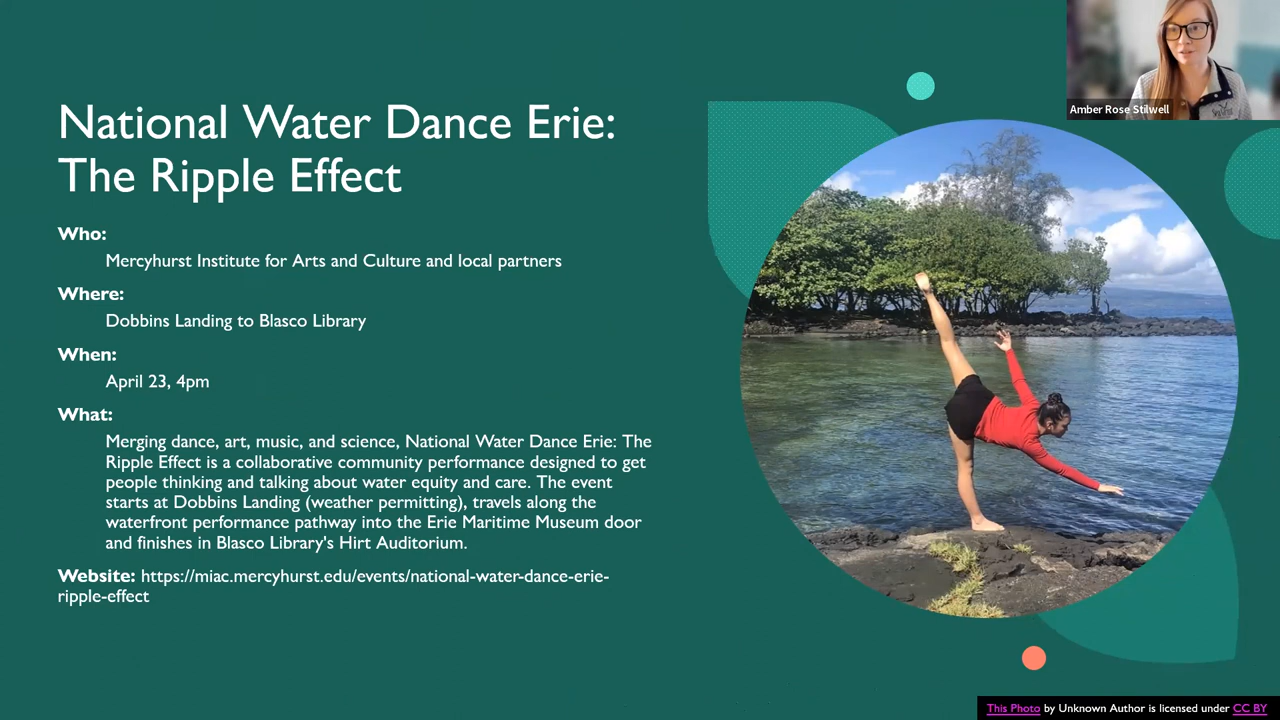 National Water Dance Erie:
The Ripple Effect
Who:
Mercyhurst Institute for Arts and Culture and local partners
Where:
Dobbins Landing to Blasco Library
When:
April 23, 4pm
What:
Merging dance, art, music, and science, National Water Dance Erie: The
Ripple Effect is a collaborative community performance designed to get
people thinking and talking about water equity and care. The event
starts at Dobbins Landing (weather permitting), travels along the
waterfront performance pathway into the Erie Maritime Museum door
and finishes in Blasco Library's Hirt Auditorium.
Website: https://miac.mercyhurst.edu/events/national-water-dance-erie-
ripple-effect
Amber Rose Stilwell
This Photo by Unknown Author is licensed under CC BY